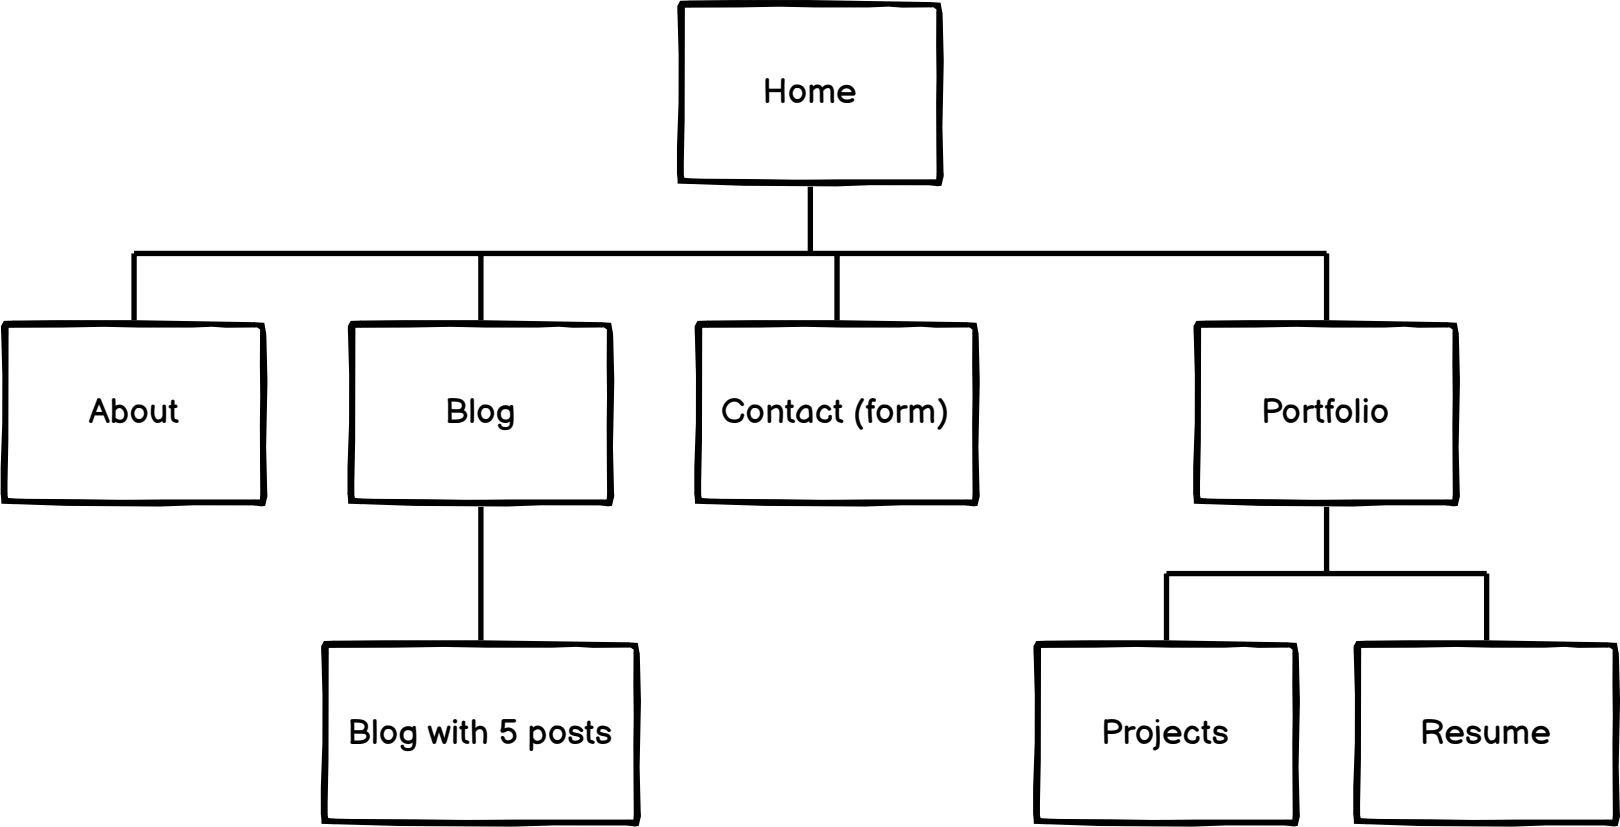 Home
About
Blog
Contact (form)
Portfolio
Blog with 5 posts
Projects
Resume